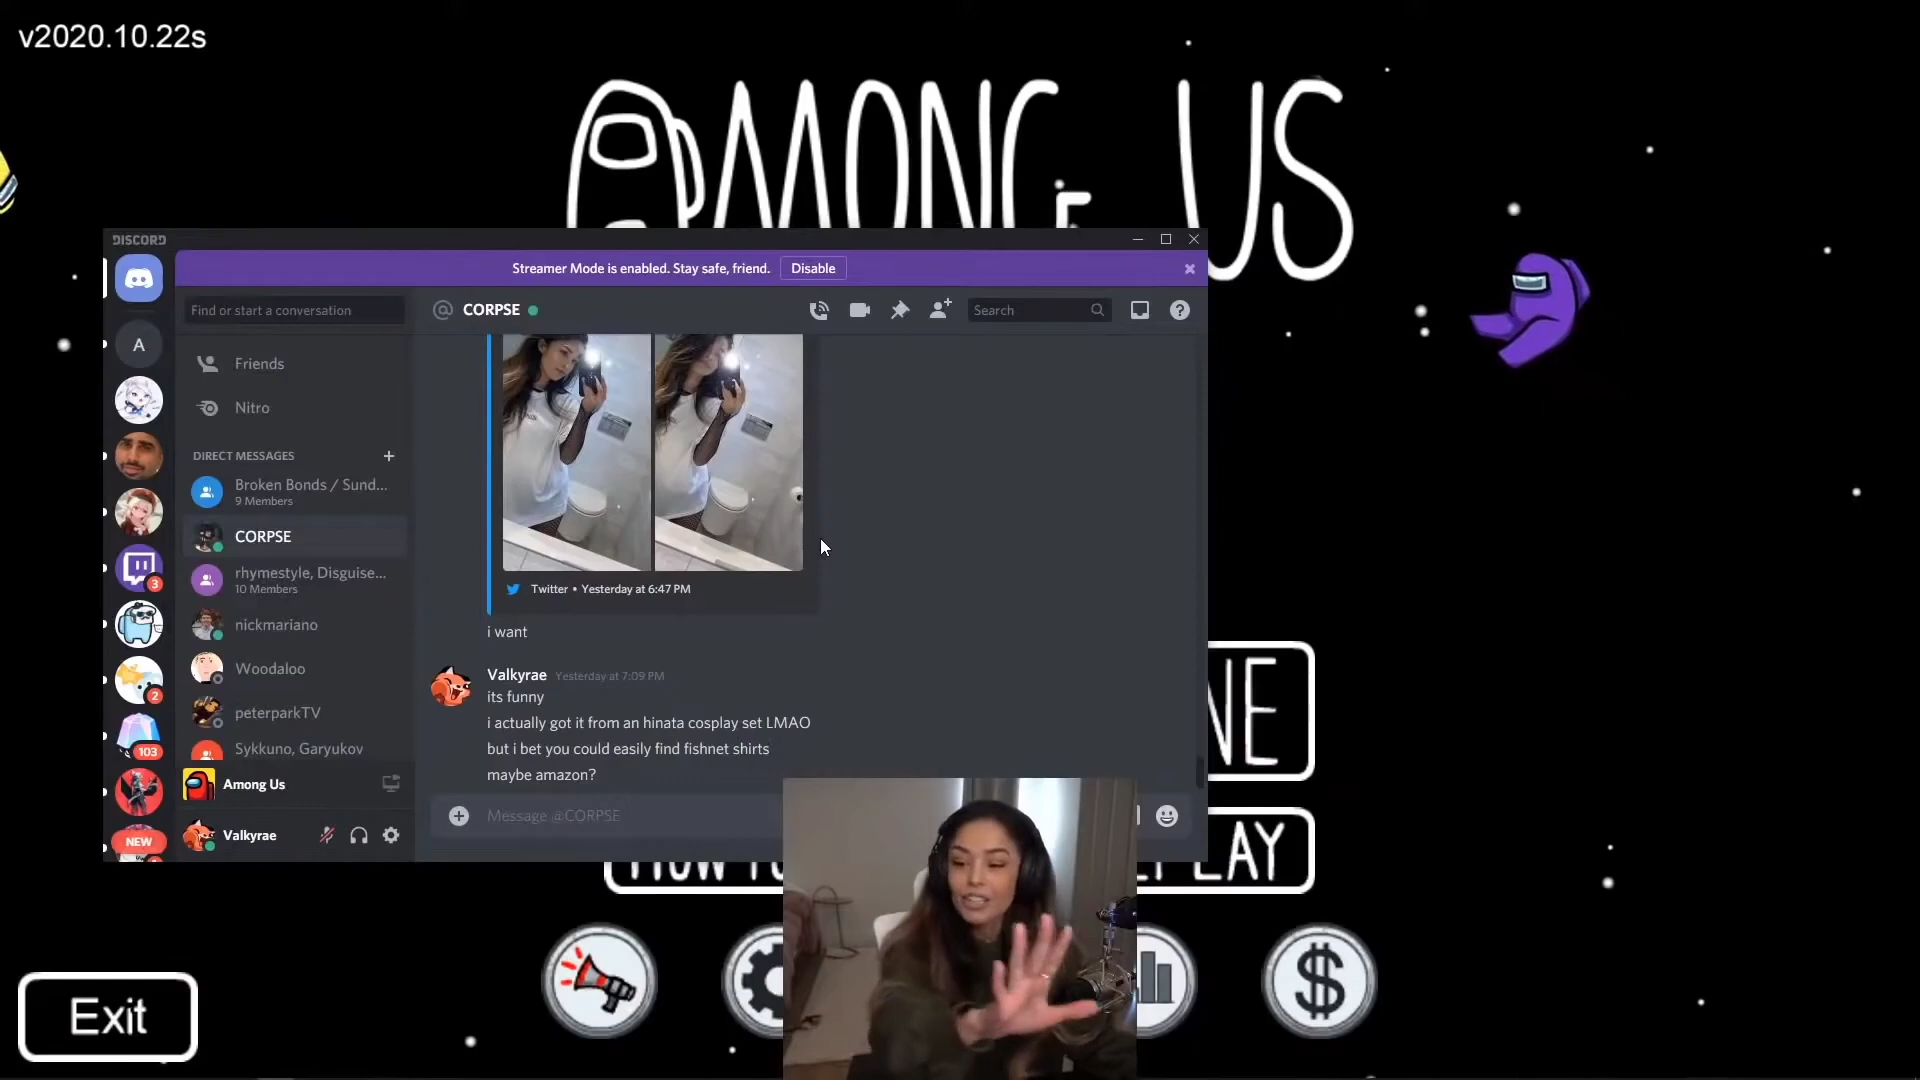 v2020.10.22s
AMONG US
DISCORD
Streamer Mode is enabled. Stay safe, friend.
Disable
Find or start a conversation
CORPSE
Search
A
Friends
Nitro
DIRECT MESSAGES
Broken Bonds / Sund...
9 Members
CORPSE
rhymestyle, Disguise...
10 Members
3
nickmariano
Woodaloo
2
peterparkTV
Sykkuno, Garyukov
103
Among Us
NEW
Valkyrae
Twitter • Yesterday at 6:47 PM
i want
Valkyrae Yesterday at 7:09 PM
its funny
i actually got it from an hinata cosplay set LMAO
but i bet you could easily find fishnet shirts
maybe amazon?
Message @CORPSE
NE
PLAY
Exit